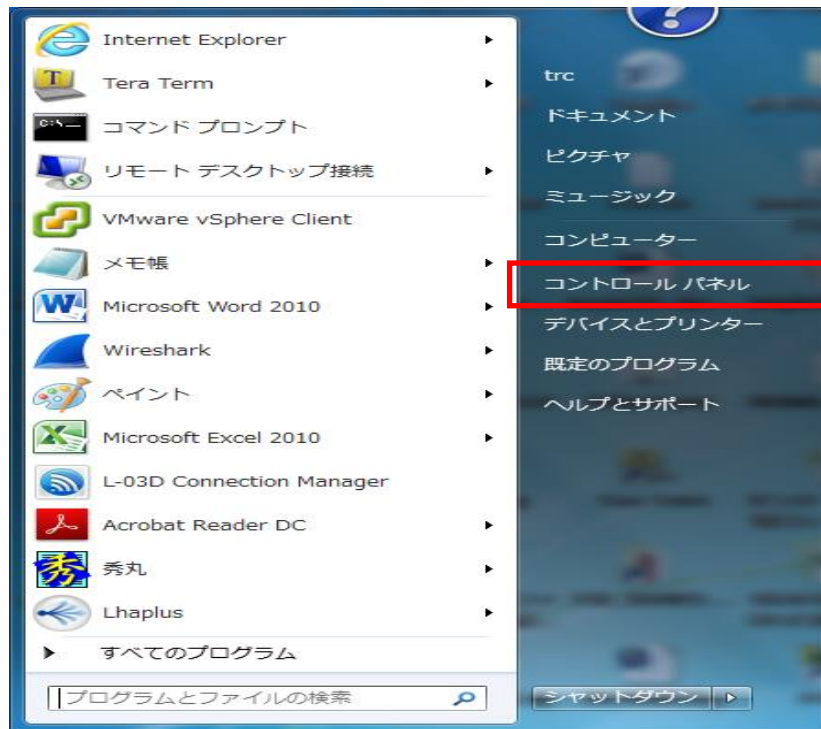 Internet Explorer
Tera Term
コマンド プロンプト
リモート デスクトップ接続
VMware vSphere Client
メモ帳
Microsoft Word 2010
Wireshark
ペイント
Microsoft Excel 2010
L-03D Connection Manager
Acrobat Reader DC
秀丸
Lhaplus
すべてのプログラム
プログラムとファイルの検索
trc
ドキュメント
ピクチャ
ミュージック
コンピューター
コントロール パネル
デバイスとプリンター
既定のプログラム
ヘルプとサポート
シャットダウン